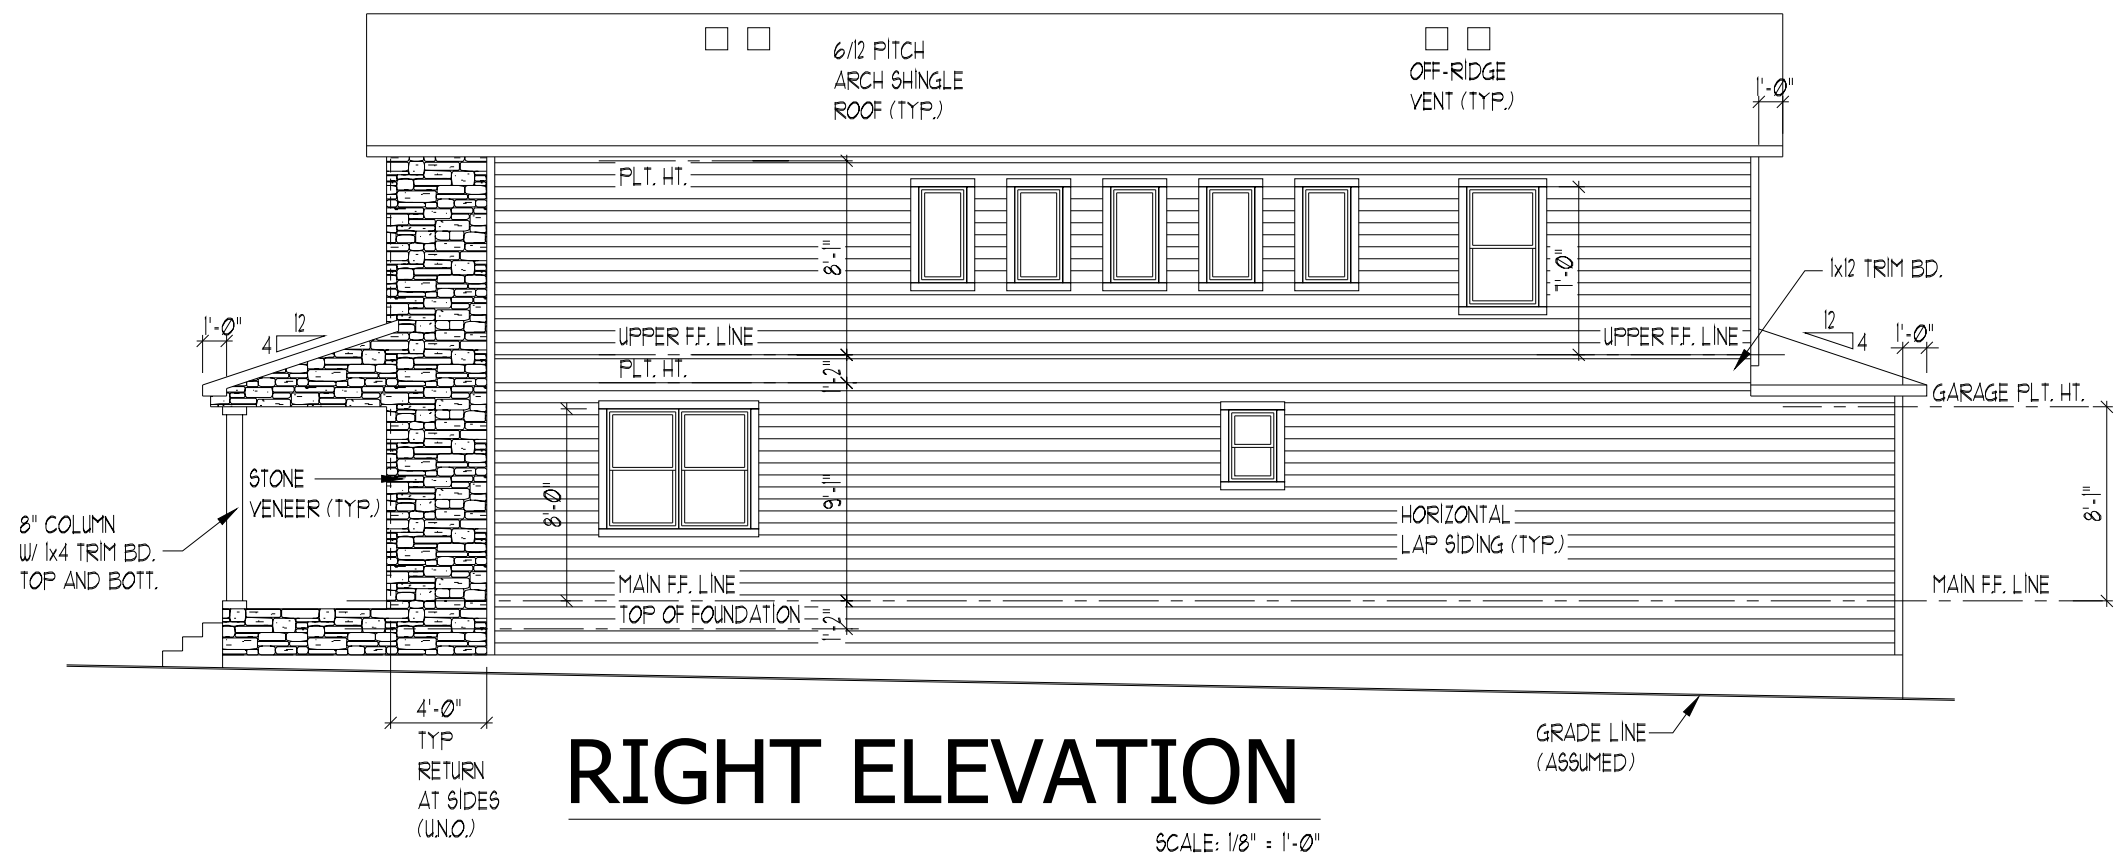 6/12 PITCH
ARCH SHINGLE
ROOF (TYP.)
OFF-RIDGE
VENT (TYP.)
1'-0"
PLT. HT.
8'-1"
7'-0"
1x12 TRIM BD.
1'-0"
12
4
UPPER F.F. LINE
UPPER F.F. LINE
12
4
1'-0"
PLT. HT.
1'-2"
GARAGE PLT. HT.
STONE
VENEER (TYP.)
8'-0"
9'-1"
8'-1"
HORIZONTAL
LAP SIDING (TYP.)
8" COLUMN
W/ 1x4 TRIM BD.
TOP AND BOTT.
MAIN F.F. LINE
MAIN F.F. LINE
TOP OF FOUNDATION
1'-2"
4'-0"
TYP
RETURN
AT SIDES
(U.N.O.)
GRADE LINE
(ASSUMED)
RIGHT ELEVATION
SCALE: 1/8" = 1'-0"